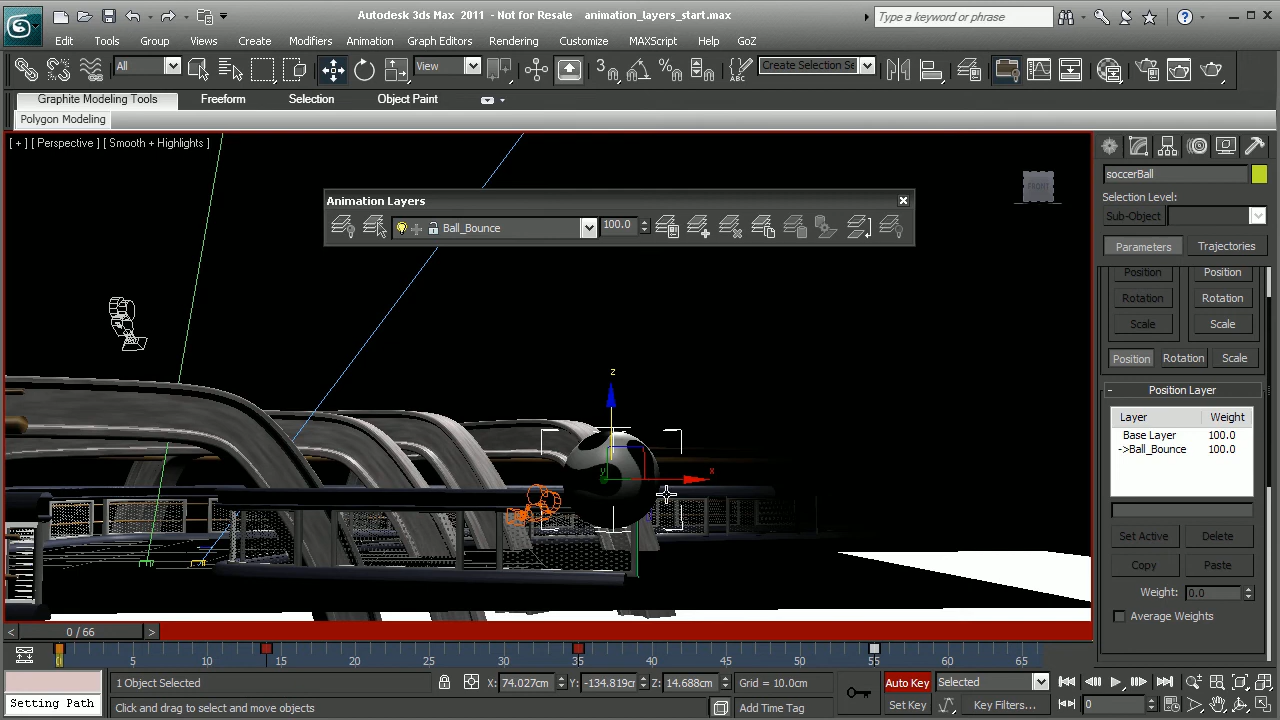 Autodesk 3ds Max 2011 - Not for Resale animation_layers_start.max
Type a keyword or phrase
Edit Tools Group Views Create Modifiers Animation Graph Editors Rendering Customize MAXScript Help GoZ
All
View
Create Selection Se
Graphite Modeling Tools Freeform Selection Object Paint
Polygon Modeling
[ + ] [ Perspective ] [ Smooth + Highlights ]
FRONT
Animation Layers
Ball_Bounce 100.0
soccerBall
Selection Level:
Sub-Object
Parameters Trajectories
Position Position
Rotation Rotation
Scale Scale
Position Rotation Scale
- Position Layer
Layer Weight
Base Layer 100.0
->Ball_Bounce 100.0
Set Active Delete
Copy Paste
Weight: 0.0
Average Weights
z
x
y
< 0 / 66 >
0 5 10 15 20 25 30 35 40 45 50 55 60 65
1 Object Selected
X: 74.027cm Y: -134.819cm Z: 14.688cm Grid = 10.0cm
Auto Key Selected
Setting Path
Click and drag to select and move objects
Add Time Tag
Set Key Key Filters... 0